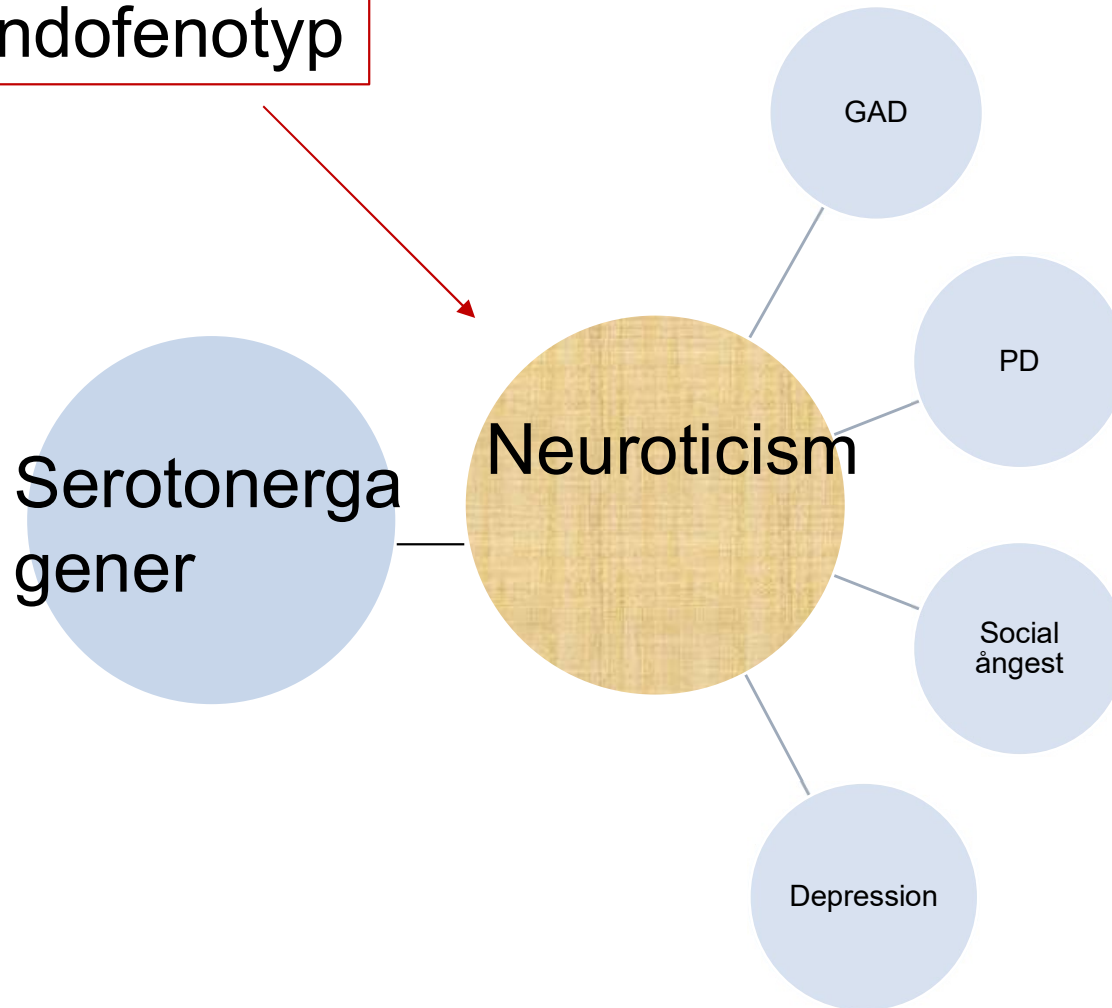 ndofenotyp
GAD
PD
Neuroticism
Serotonerga
gener
Social
ångest
Depression